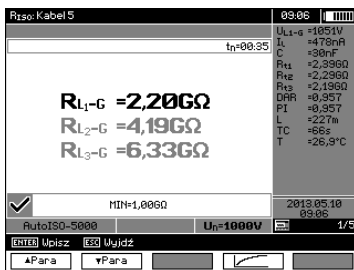 RISO: Kabel 5 09:06
tn=00:35
RL1-G =2,20GΩ
RL2-G =4,19GΩ
RL3-G =6,33GΩ
MIN=1,00GΩ
AutoISO-5000 Un=1000V
UL1-G =1051V
IL =478nA
C =30nF
Rt1 =2,39GΩ
Rt2 =2,29GΩ
Rt3 =2,19GΩ
DAR =0,957
PI =0,957
L =227m
TC =66s
T =26,9°C
2013.05.10
09:06
1/5
ENTER Wpisz ESC Wyjdź
▲Para ▼Para